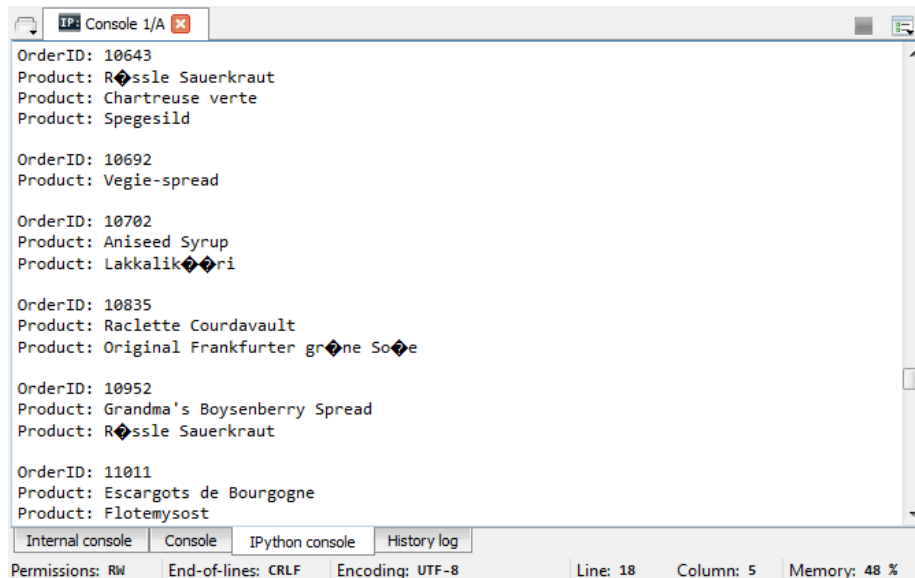 IP: Console 1/A
OrderID: 10643
Product: R�ssle Sauerkraut
Product: Chartreuse verte
Product: Spegesild
OrderID: 10692
Product: Vegie-spread
OrderID: 10702
Product: Aniseed Syrup
Product: Lakkalik��ri
OrderID: 10835
Product: Raclette Courdavault
Product: Original Frankfurter gr�ne So�e
OrderID: 10952
Product: Grandma's Boysenberry Spread
Product: R�ssle Sauerkraut
OrderID: 11011
Product: Escargots de Bourgogne
Product: Flotemysost
Internal console Console IPython console History log
Permissions: RW End-of-lines: CRLF Encoding: UTF-8 Line: 18 Column: 5 Memory: 48 %